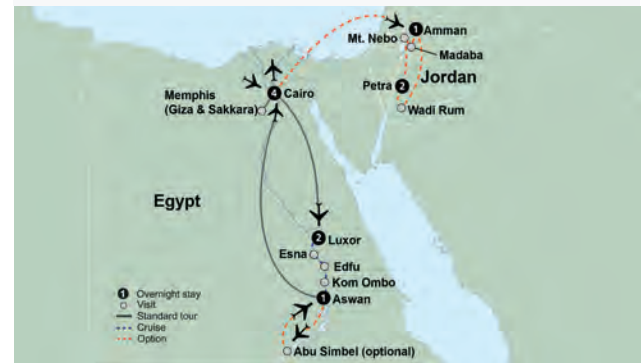 1 Amman
Mt. Nebo
Madaba
Jordan
Petra 2
Wadi Rum
4 Cairo
Memphis
(Giza & Sakkara)
Egypt
2 Luxor
Esna
Edfu
Kom Ombo
1 Aswan
Abu Simbel (optional)
1 Overnight stay
Visit
Standard tour
Cruise
Option